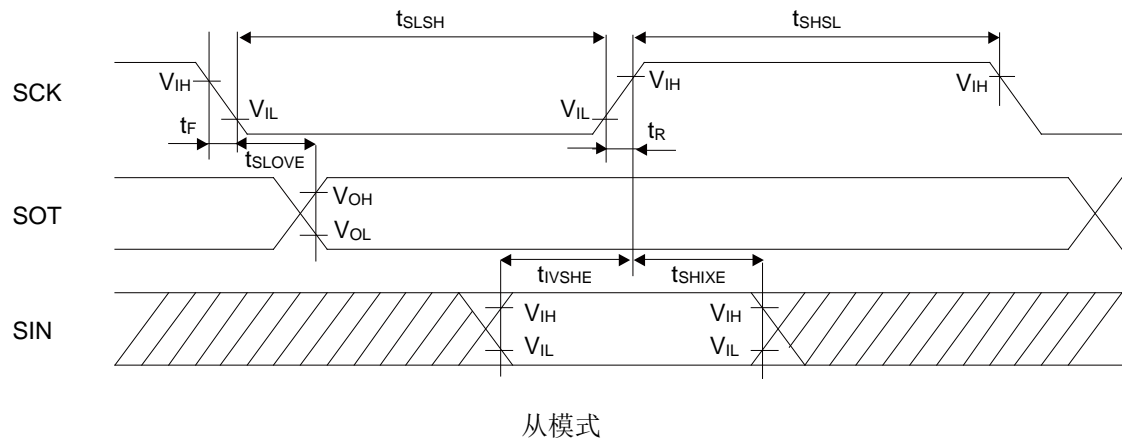 tSLSH
tSHSL
SCK
VIH
VIL
VIL
VIH
VIH
tF
tR
tSLOVE
SOT
VOH
VOL
tIVSHE
tSHIXE
SIN
VIH
VIH
VIL
VIL
从模式